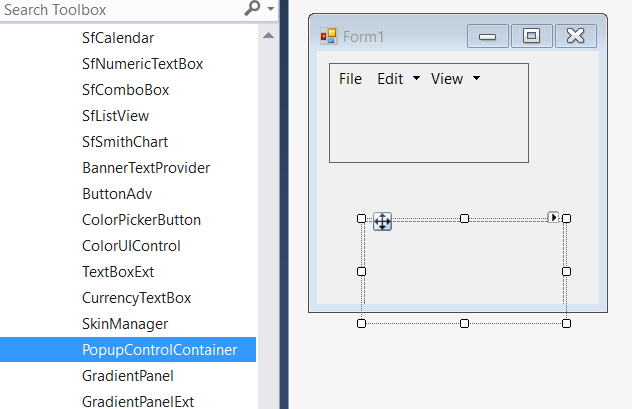 Search Toolbox
SfCalendar
SfNumericTextBox
SfComboBox
SfListView
SfSmithChart
BannerTextProvider
ButtonAdv
ColorPickerButton
ColorUIControl
TextBoxExt
CurrencyTextBox
SkinManager
PopupControlContainer
GradientPanel
GradientPanelExt
Form1
File Edit View